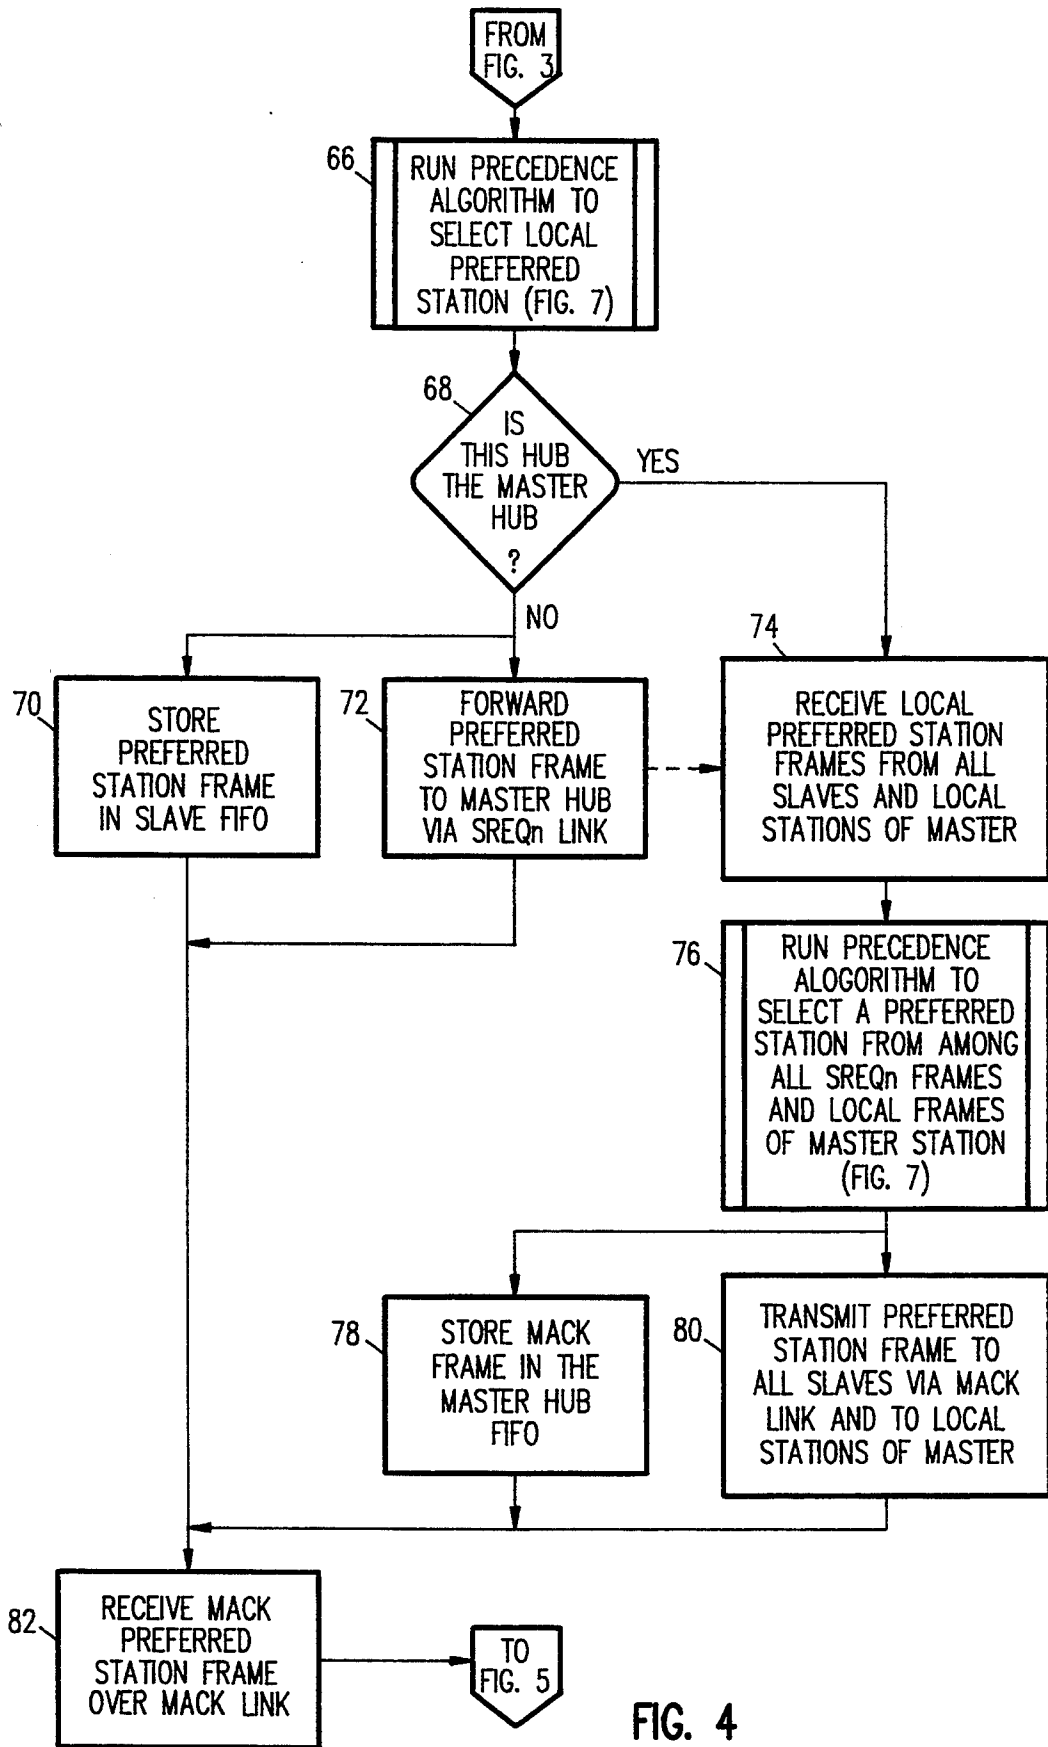 FROM
FIG. 3
66
RUN PRECEDENCE
ALGORITHM TO
SELECT LOCAL
PREFERRED
STATION (FIG. 7)
68
IS
THIS HUB
THE MASTER
HUB
?
YES
NO
70
STORE
PREFERRED
STATION FRAME
IN SLAVE FIFO
72
FORWARD
PREFERRED
STATION FRAME
TO MASTER HUB
VIA SREQn LINK
74
RECEIVE LOCAL
PREFERRED STATION
FRAMES FROM ALL
SLAVES AND LOCAL
STATIONS OF MASTER
76
RUN PRECEDENCE
ALOGORITHM TO
SELECT A PREFERRED
STATION FROM AMONG
ALL SREQn FRAMES
AND LOCAL FRAMES
OF MASTER STATION
(FIG. 7)
78
STORE MACK
FRAME IN THE
MASTER HUB
FIFO
80
TRANSMIT PREFERRED
STATION FRAME TO
ALL SLAVES VIA MACK
LINK AND TO LOCAL
STATIONS OF MASTER
82
RECEIVE MACK
PREFERRED
STATION FRAME
OVER MACK LINK
TO
FIG. 5
FIG. 4